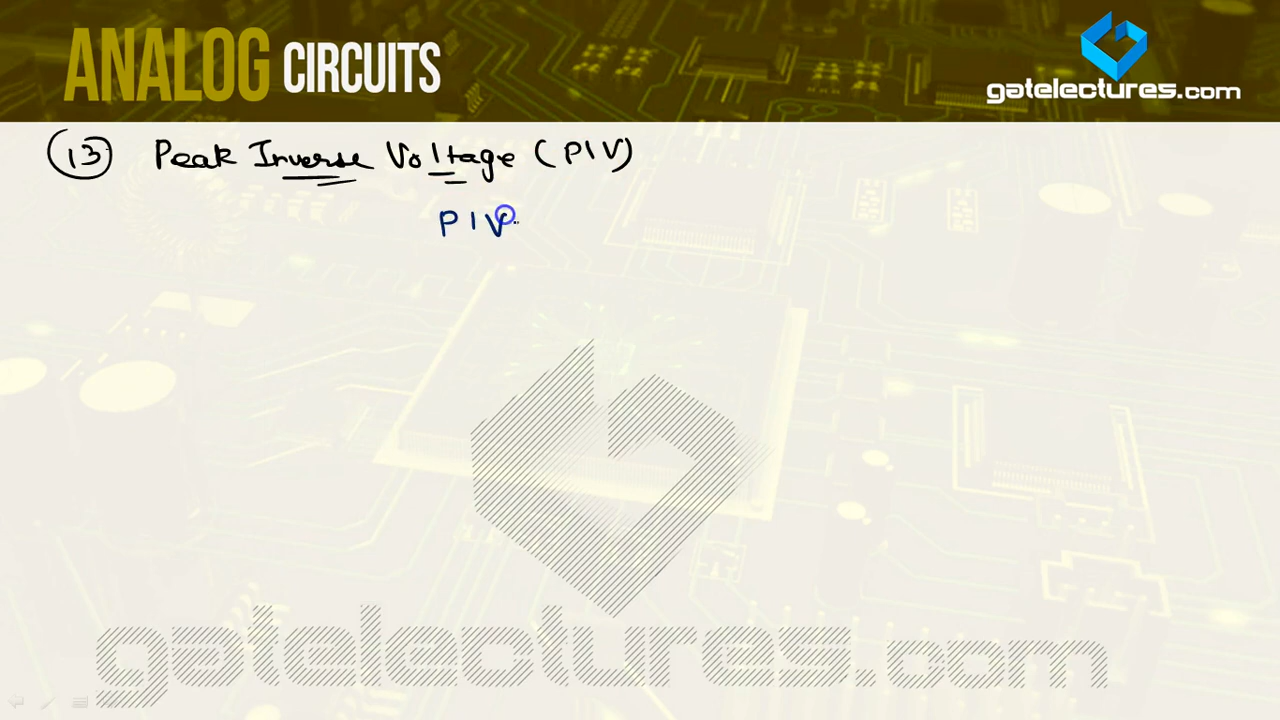 ANALOG CIRCUITS
gatelectures.com
(13) Peak Inverse Voltage (PIV)
PIV
gatelectures.com